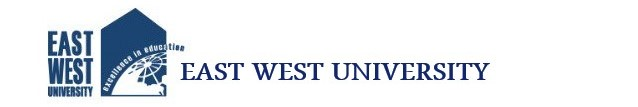 EAST
WEST
UNIVERSITY
excellence in education
EAST WEST UNIVERSITY